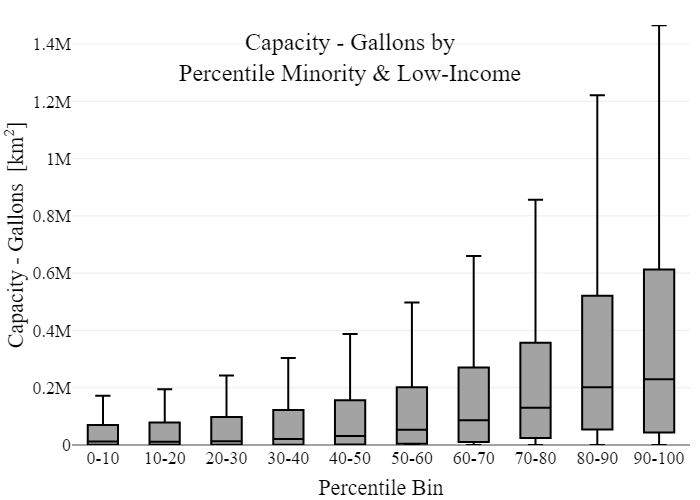 Capacity - Gallons by
Percentile Minority & Low-Income
Capacity - Gallons [km²]
1.4M
1.2M
1M
0.8M
0.6M
0.4M
0.2M
0
0-10 10-20 20-30 30-40 40-50 50-60 60-70 70-80 80-90 90-100
Percentile Bin